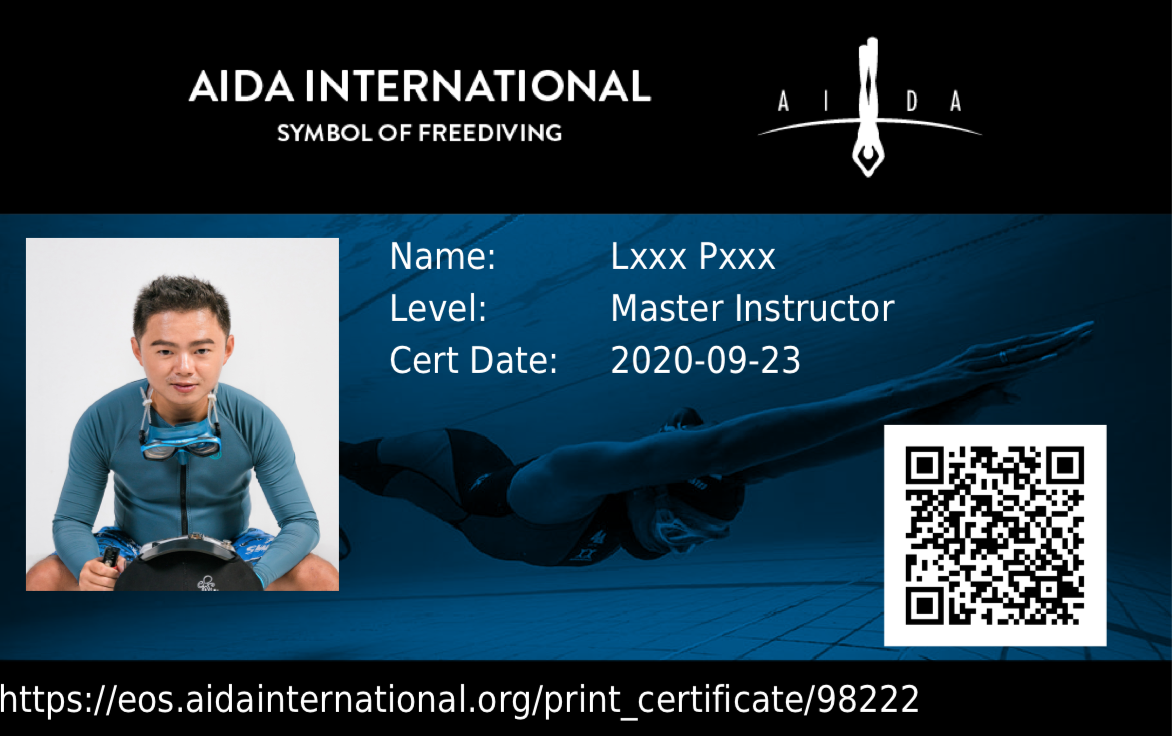 AIDA INTERNATIONAL
SYMBOL OF FREEDIVING
A I D A
Name: Lxxx Pxxx
Level: Master Instructor
Cert Date: 2020-09-23
https://eos.aidainternational.org/print_certificate/98222